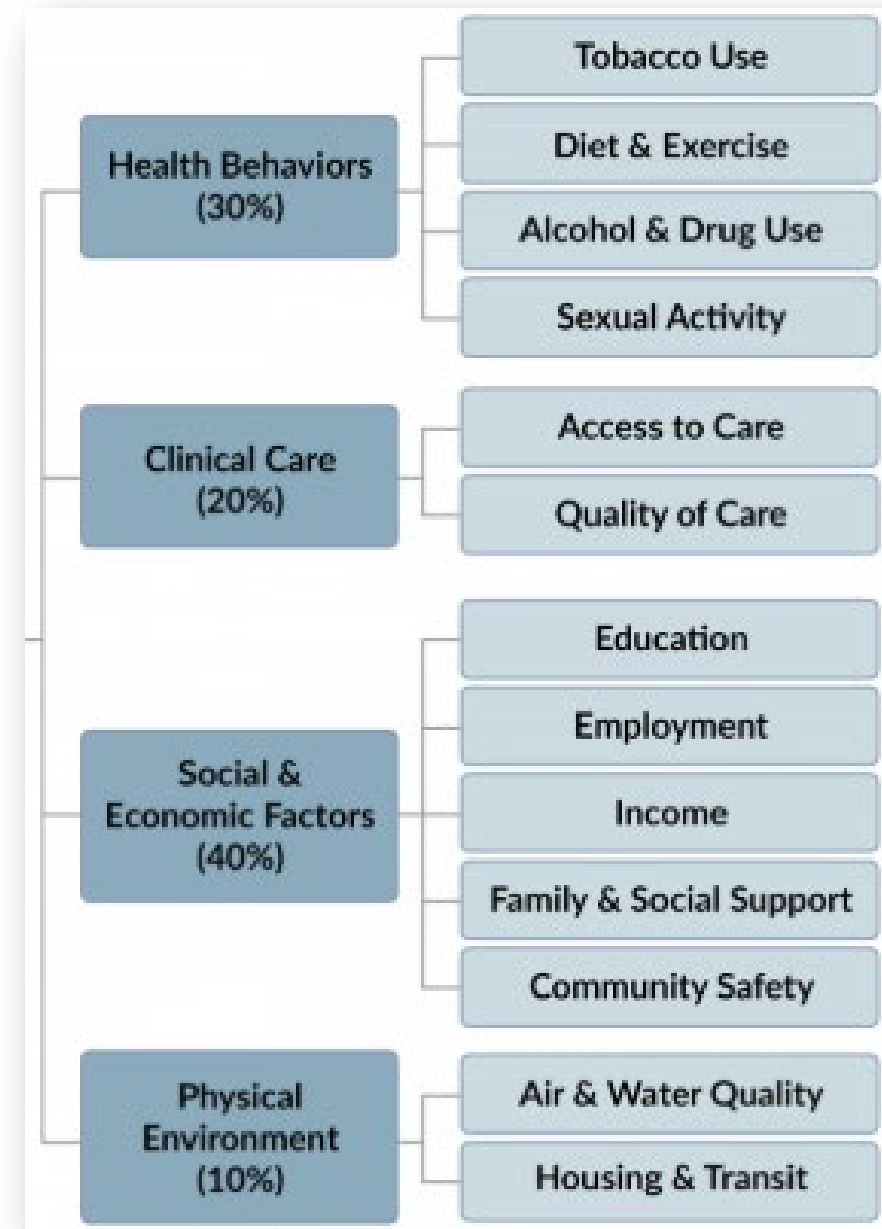 Health Behaviors
(30%)
Tobacco Use
Diet & Exercise
Alcohol & Drug Use
Sexual Activity
Clinical Care
(20%)
Access to Care
Quality of Care
Social &
Economic Factors
(40%)
Education
Employment
Income
Family & Social Support
Community Safety
Physical
Environment
(10%)
Air & Water Quality
Housing & Transit